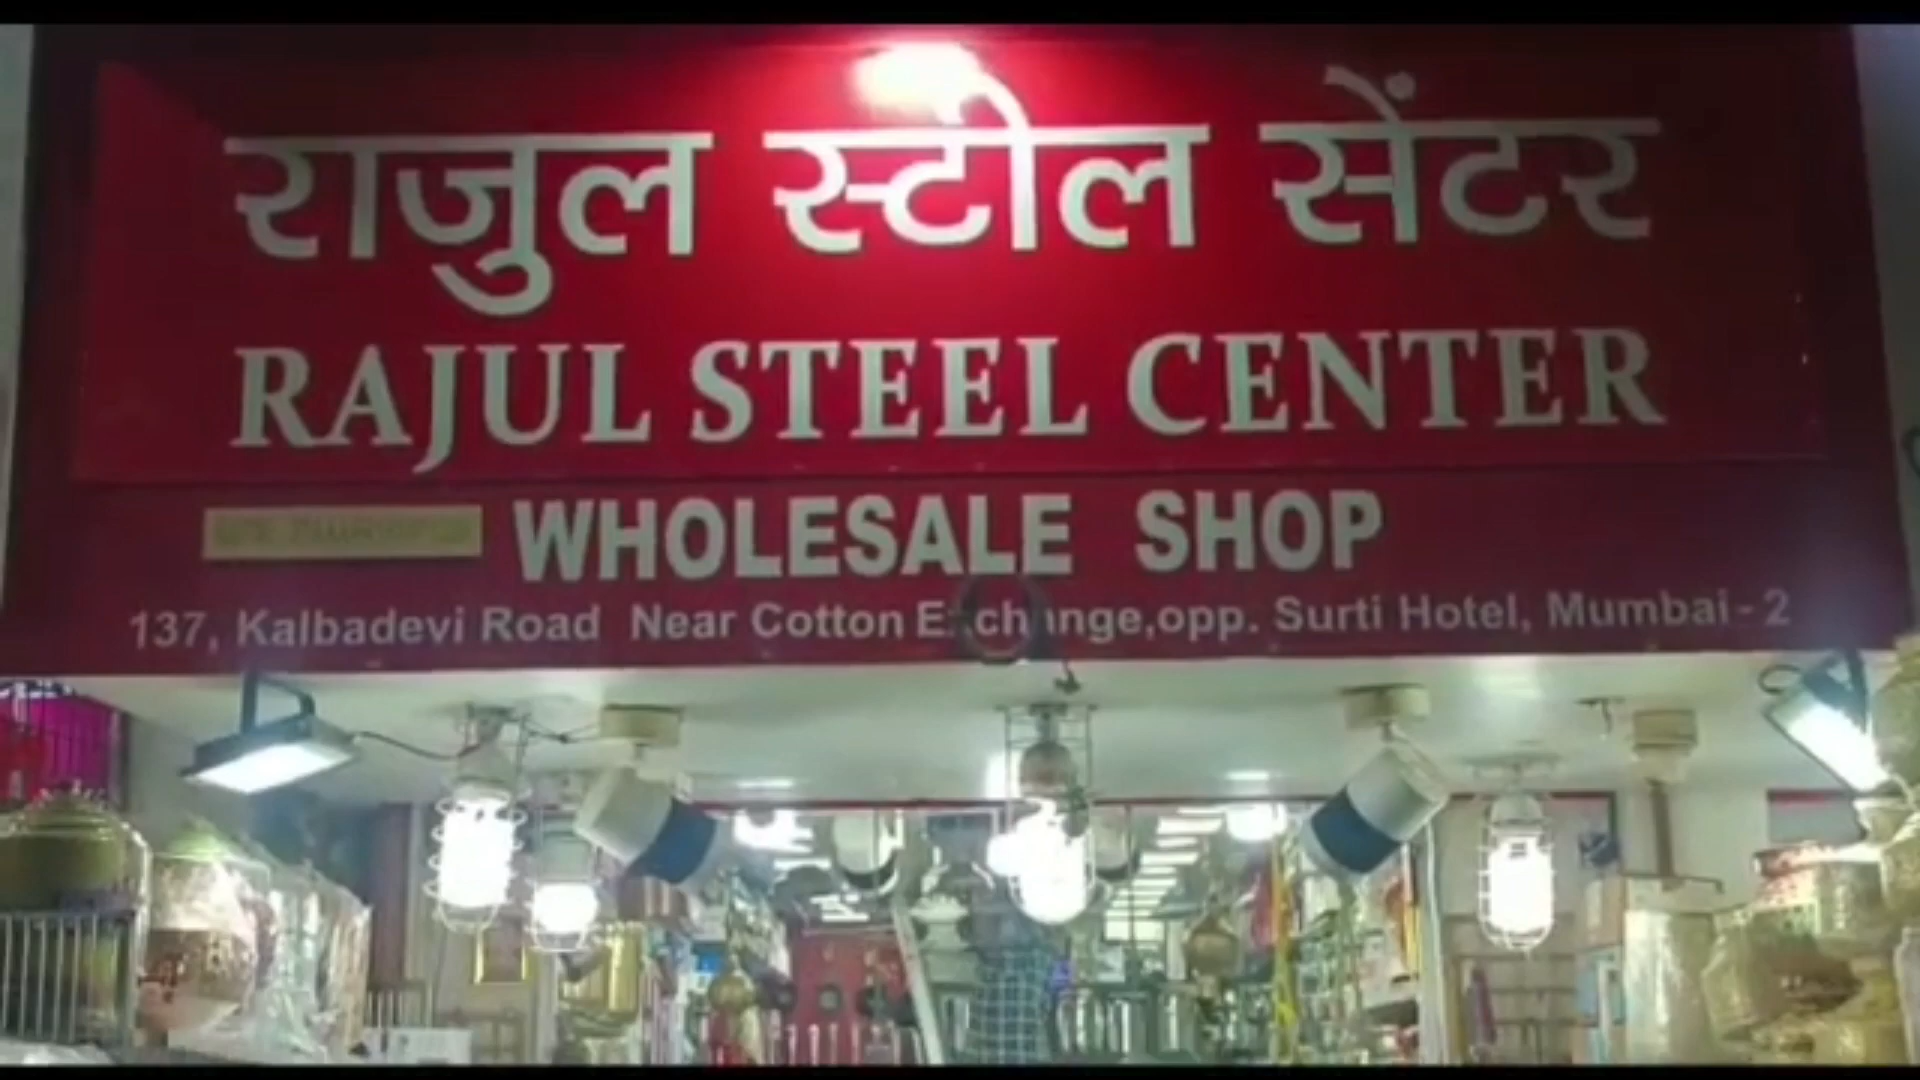 राजुल स्टील सेंटर
RAJUL STEEL CENTER
WHOLESALE SHOP
137, Kalbadevi Road Near Cotton Exchange,opp. Surti Hotel, Mumbai-2